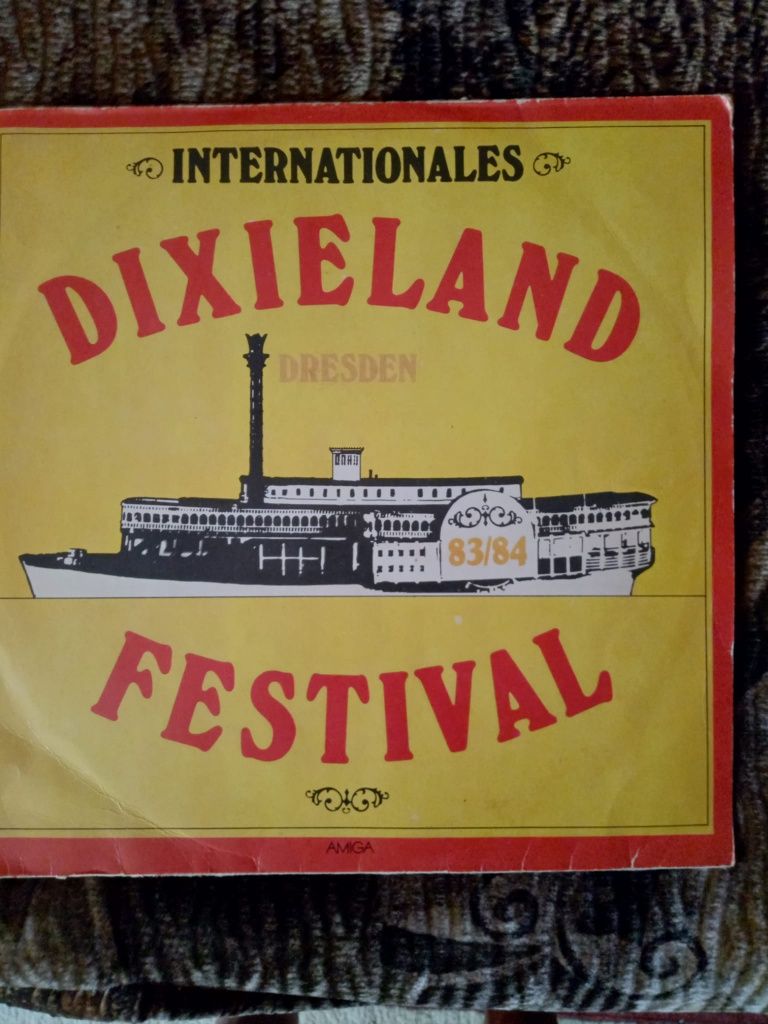 INTERNATIONALES
DIXIELAND
DRESDEN
83/84
FESTIVAL
AMIGA